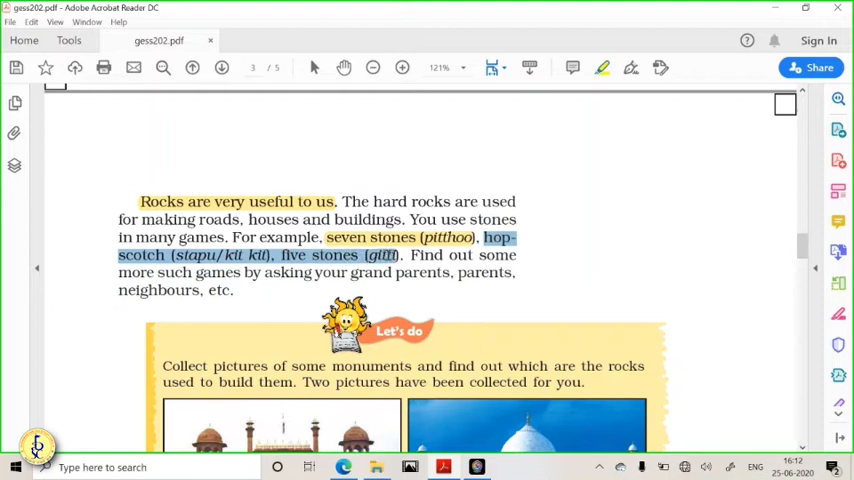 gess202.pdf - Adobe Acrobat Reader DC
File Edit View Window Help
Home Tools gess202.pdf × Sign In
3 / 5 121% Share
Rocks are very useful to us. The hard rocks are used
for making roads, houses and buildings. You use stones
in many games. For example, seven stones (pitthoo), hop-
scotch (stapu/kit kit), five stones (gitti). Find out some
more such games by asking your grand parents, parents,
neighbours, etc.
Let's do
Collect pictures of some monuments and find out which are the rocks
used to build them. Two pictures have been collected for you.
Type here to search
ENG
16:12
25-06-2020
2